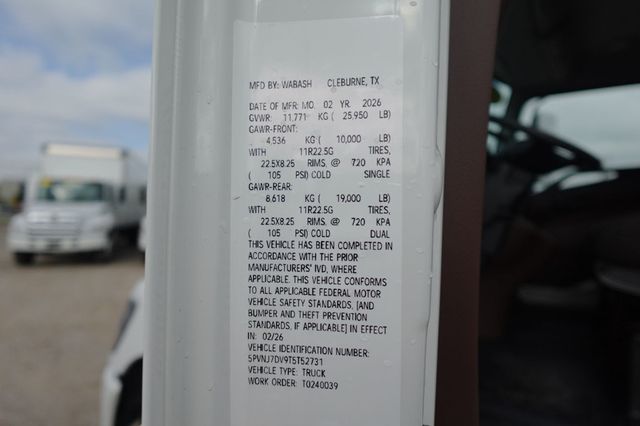 MFD BY: WABASH CLEBURNE, TX
DATE OF MFR: MO. 02 YR. 2026
GVWR: 11,771 KG ( 25,950 LB)
GAWR-FRONT:
4,536 KG ( 10,000 LB)
WITH 11R22.5G TIRES,
22.5X8.25 RIMS, @ 720 KPA
( 105 PSI) COLD SINGLE
GAWR-REAR:
8,618 KG ( 19,000 LB)
WITH 11R22.5G TIRES,
22.5X8.25 RIMS, @ 720 KPA
( 105 PSI) COLD DUAL
THIS VEHICLE HAS BEEN COMPLETED IN
ACCORDANCE WITH THE PRIOR
MANUFACTURERS' IVD, WHERE
APPLICABLE. THIS VEHICLE CONFORMS
TO ALL APPLICABLE FEDERAL MOTOR
VEHICLE SAFETY STANDARDS, [AND
BUMPER AND THEFT PREVENTION
STANDARDS, IF APPLICABLE] IN EFFECT
IN: 02/26
VEHICLE IDENTIFICATION NUMBER:
5PVNJ7DV9T5T52731
VEHICLE TYPE: TRUCK
WORK ORDER: T0240039